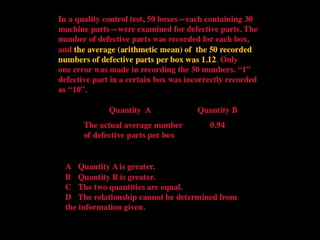 In a quality control test, 50 boxes—each containing 30
machine parts—were examined for defective parts. The
number of defective parts was recorded for each box,
and the average (arithmetic mean) of the 50 recorded
numbers of defective parts per box was 1.12. Only
one error was made in recording the 50 numbers. “1”
defective part in a certain box was incorrectly recorded
as “10”.
Quantity A Quantity B
The actual average number 0.94
of defective parts per box
A Quantity A is greater.
B Quantity B is greater.
C The two quantities are equal.
D The relationship cannot be determined from
the information given.